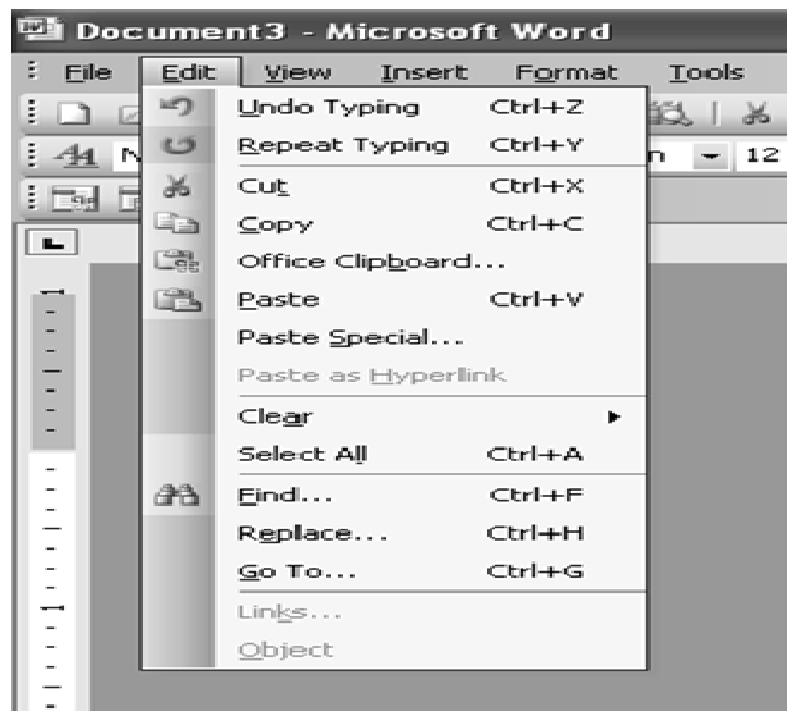 Document3 - Microsoft Word
File Edit View Insert Format Tools
Undo Typing Ctrl+Z
Repeat Typing Ctrl+Y
12
Cut Ctrl+X
Copy Ctrl+C
Office Clipboard...
Paste Ctrl+V
Paste Special...
Paste as Hyperlink
Clear
Select All Ctrl+A
Find... Ctrl+F
Replace... Ctrl+H
Go To... Ctrl+G
Links...
Object